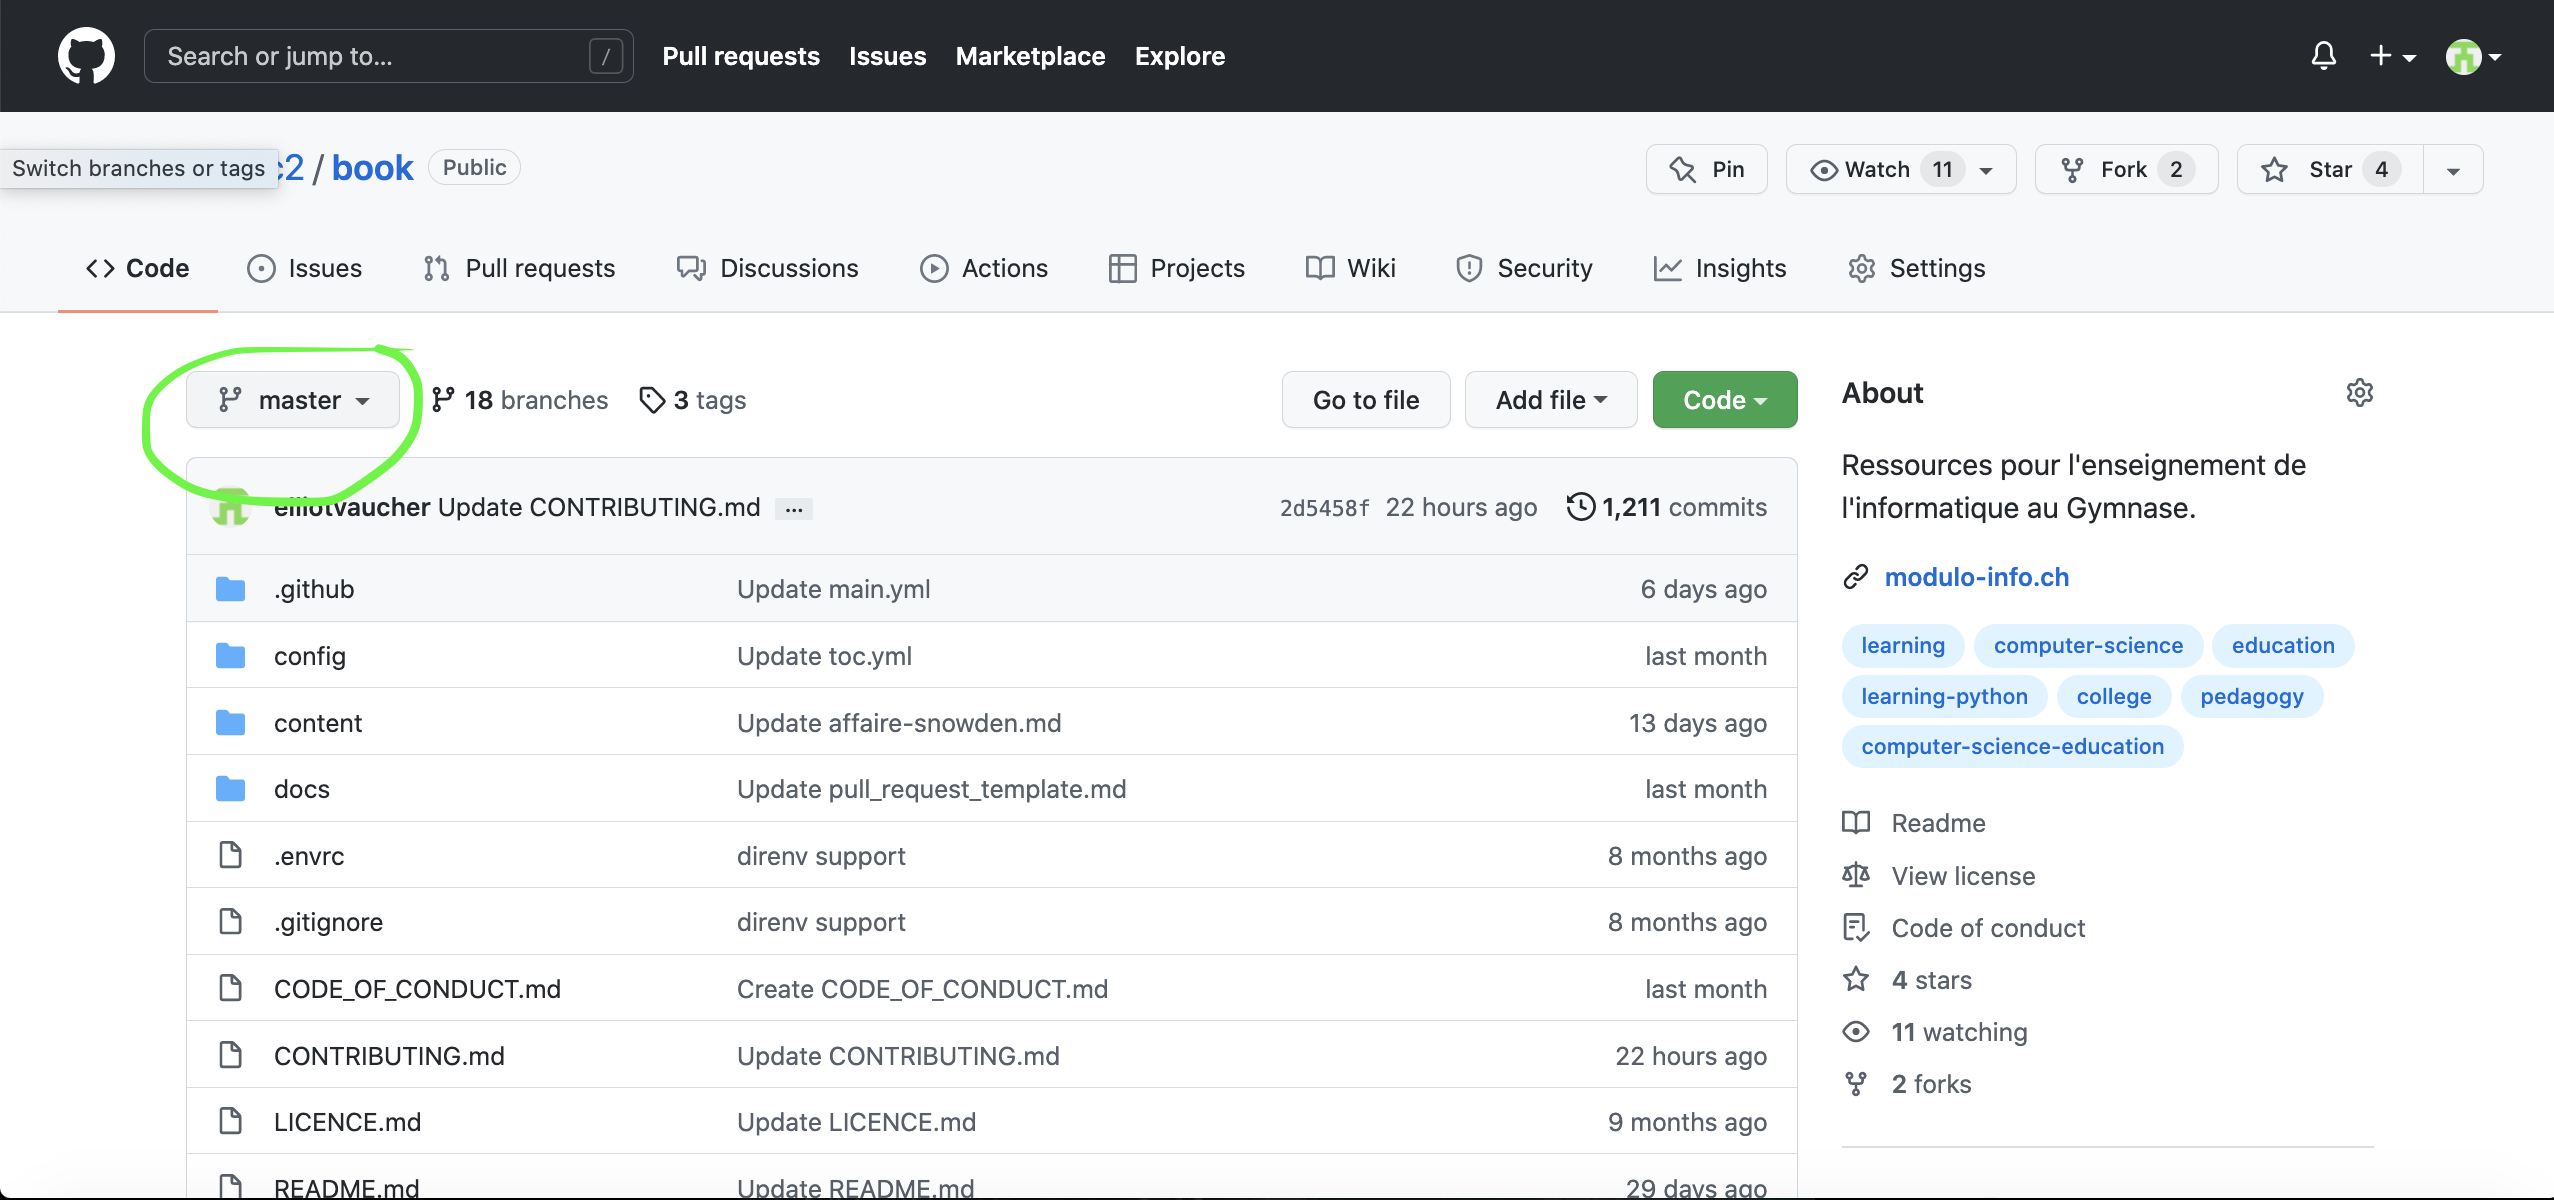 Search or jump to... /
Pull requests Issues Marketplace Explore
Switch branches or tags
c2 / book Public
Pin
Watch 11
Fork 2
Star 4
Code Issues Pull requests Discussions Actions Projects Wiki Security Insights Settings
master 18 branches 3 tags
Go to file Add file Code
elliotvaucher Update CONTRIBUTING.md ... 2d5458f 22 hours ago 1,211 commits
.github Update main.yml 6 days ago
config Update toc.yml last month
content Update affaire-snowden.md 13 days ago
docs Update pull_request_template.md last month
.envrc direnv support 8 months ago
.gitignore direnv support 8 months ago
CODE_OF_CONDUCT.md Create CODE_OF_CONDUCT.md last month
CONTRIBUTING.md Update CONTRIBUTING.md 22 hours ago
LICENCE.md Update LICENCE.md 9 months ago
README.md Update README.md 29 days ago
About
Ressources pour l'enseignement de
l'informatique au Gymnase.
modulo-info.ch
learning computer-science education
learning-python college pedagogy
computer-science-education
Readme
View license
Code of conduct
4 stars
11 watching
2 forks